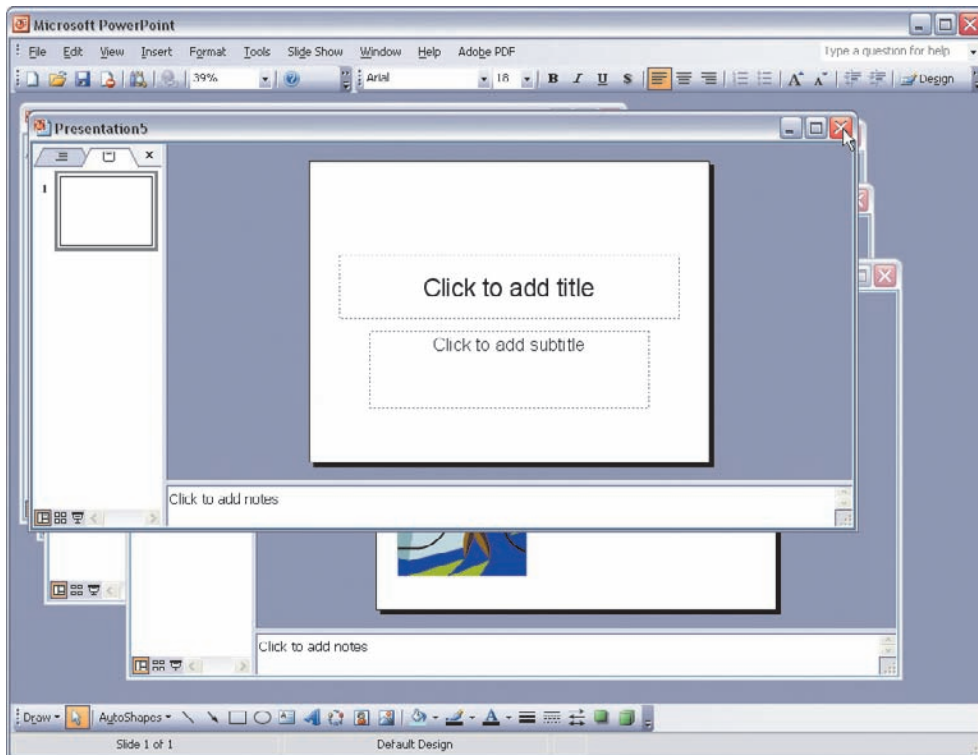 Microsoft PowerPoint
File Edit View Insert Format Tools Slide Show Window Help Adobe PDF Type a question for help
39% Arial 18 B I U S A A Design
Presentation5
1
Click to add title
Click to add subtitle
Click to add notes
Click to add notes
Draw AutoShapes A
Slide 1 of 1 Default Design